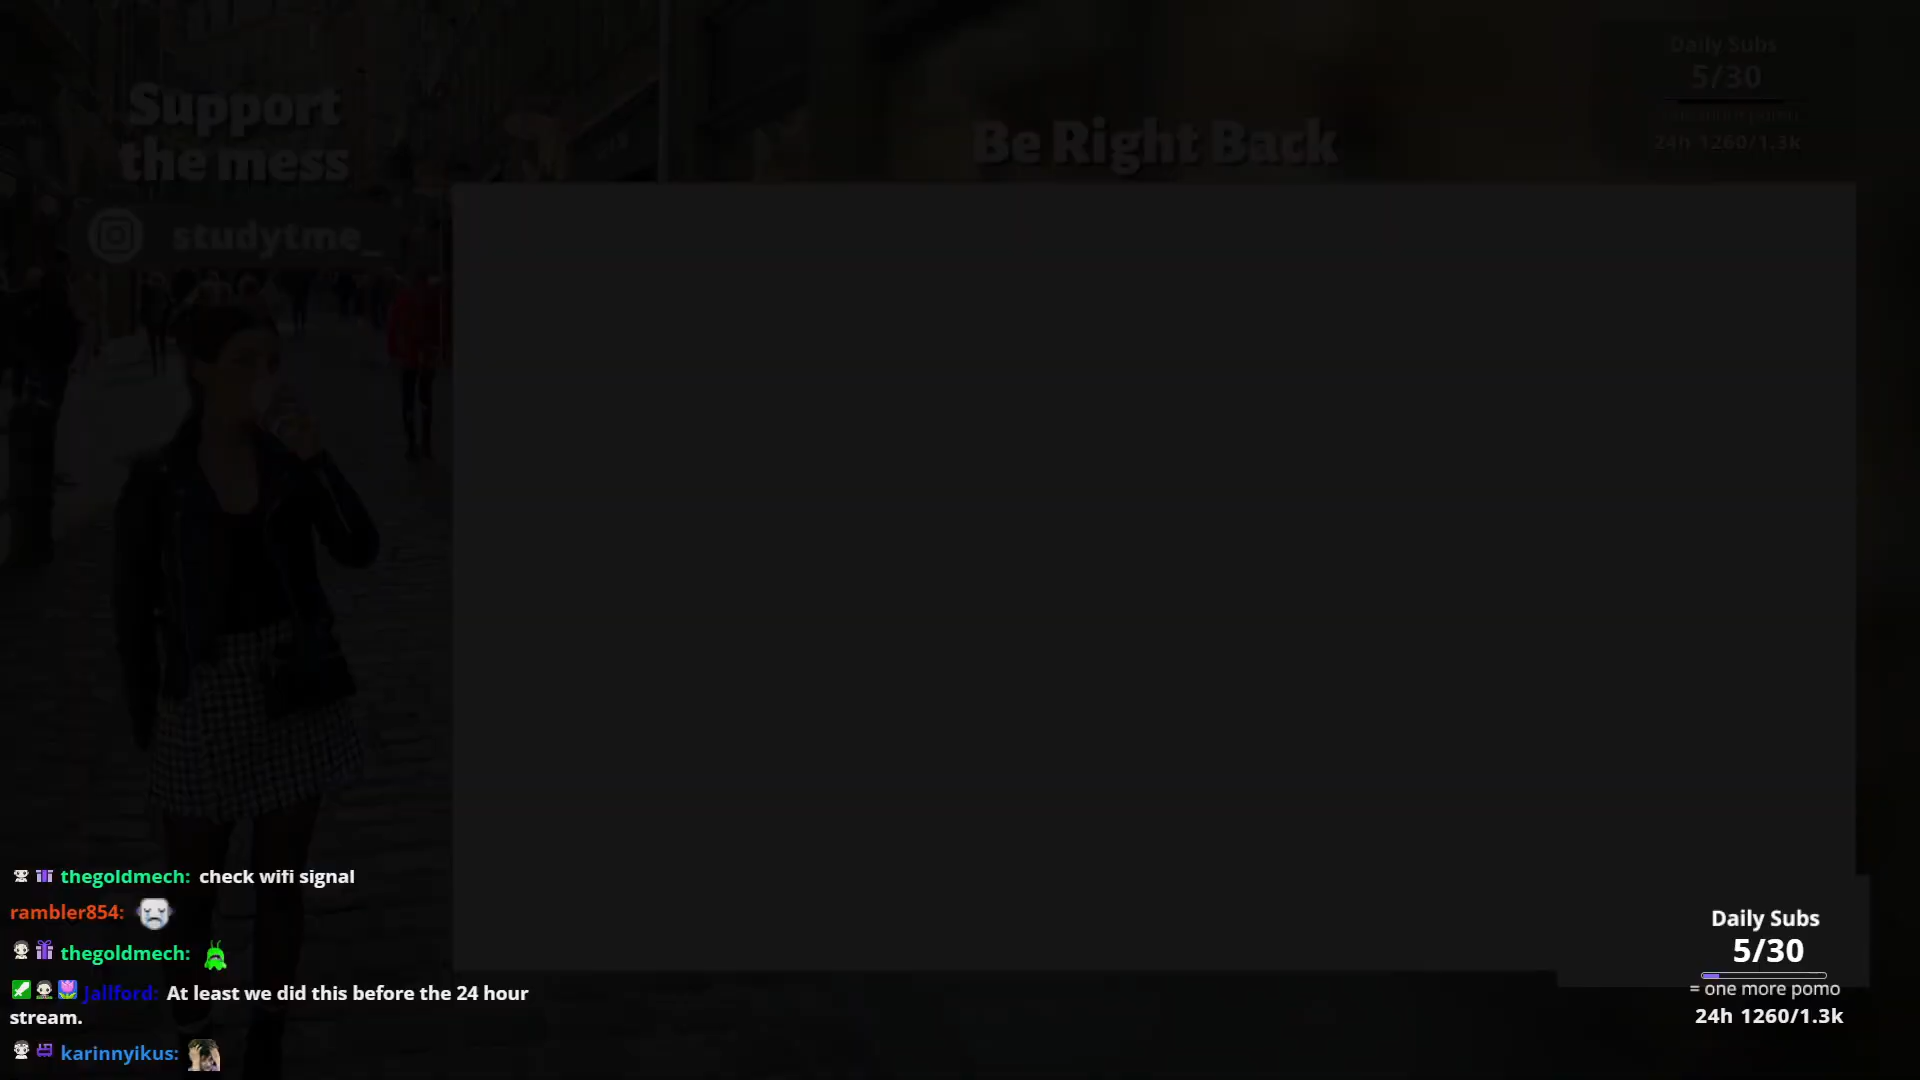 Support
the mess
studytme_
Be Right Back
Daily Subs
5/30
24h 1260/1.3k
thegoldmech: check wifi signal
rambler854:
thegoldmech:
Jallford: At least we did this before the 24 hour
stream.
karinnyikus:
Daily Subs
5/30
= one more pomo
24h 1260/1.3k